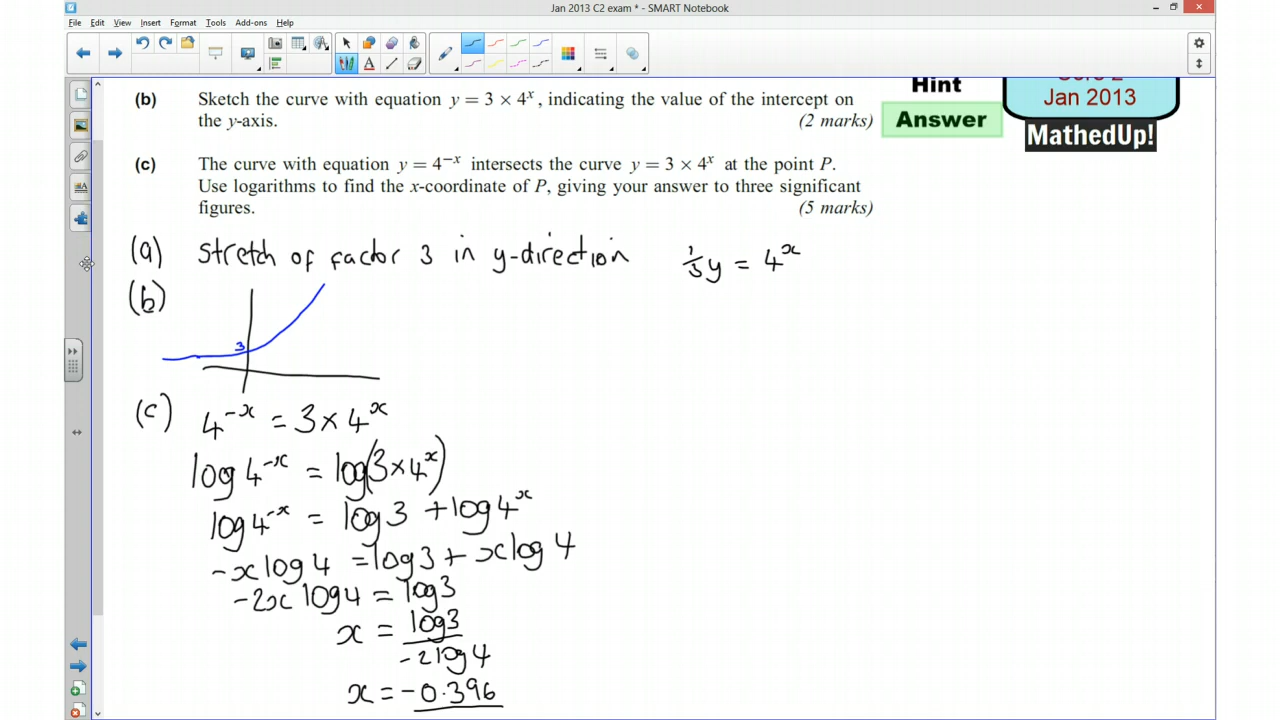 Jan 2013 C2 exam * - SMART Notebook
File Edit View Insert Format Tools Add-ons Help
Hint
Jan 2013
Answer
MathedUp!
(b) Sketch the curve with equation y = 3 × 4^x, indicating the value of the intercept on
the y-axis. (2 marks)
(c) The curve with equation y = 4^−x intersects the curve y = 3 × 4^x at the point P.
Use logarithms to find the x-coordinate of P, giving your answer to three significant
figures. (5 marks)
(a) Stretch of factor 3 in y-direction 1/3 y = 4^x
(b)
3
(c) 4^-x = 3 × 4^x
log 4^-x = log(3 × 4^x)
log 4^-x = log 3 + log 4^x
-x log 4 = log 3 + x log 4
-2x log 4 = log 3
x = log 3 / -2 log 4
x = -0.396